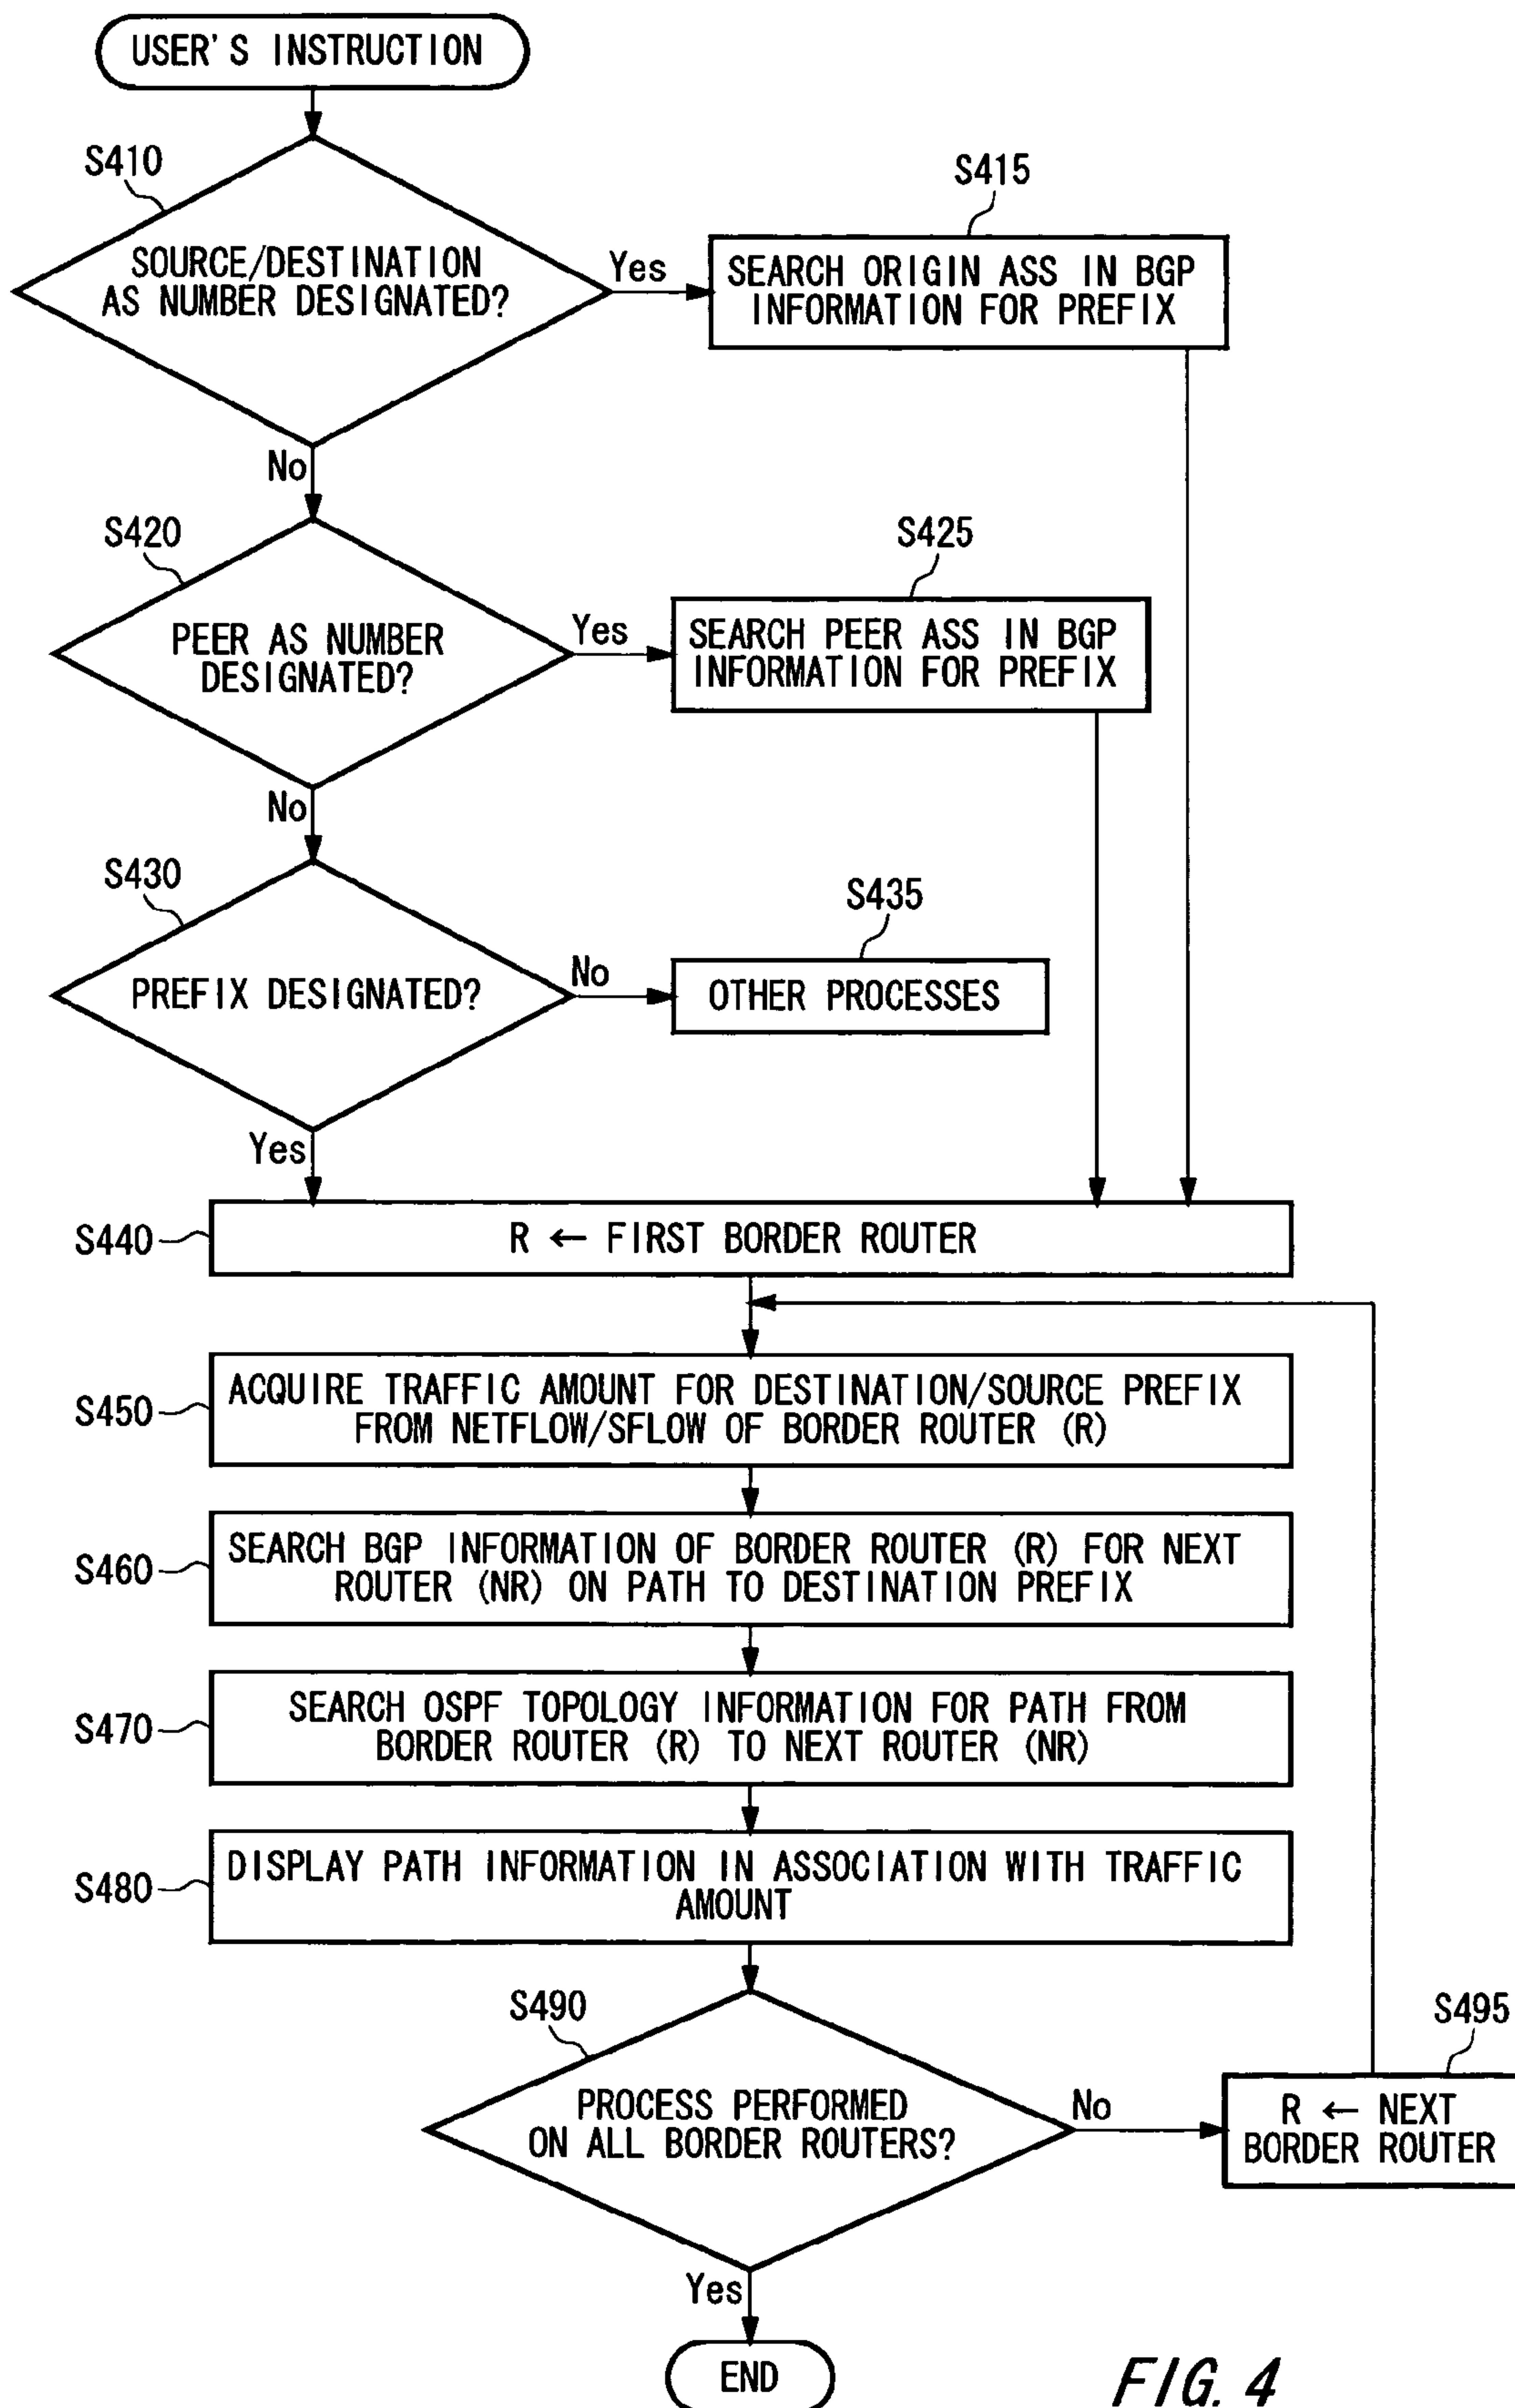 USER'S INSTRUCTION
S410
SOURCE/DESTINATION
AS NUMBER DESIGNATED?
Yes
S415
SEARCH ORIGIN ASS IN BGP
INFORMATION FOR PREFIX
No
S420
PEER AS NUMBER
DESIGNATED?
Yes
S425
SEARCH PEER ASS IN BGP
INFORMATION FOR PREFIX
No
S430
PREFIX DESIGNATED?
No
S435
OTHER PROCESSES
Yes
S440
R ← FIRST BORDER ROUTER
S450
ACQUIRE TRAFFIC AMOUNT FOR DESTINATION/SOURCE PREFIX
FROM NETFLOW/SFLOW OF BORDER ROUTER (R)
S460
SEARCH BGP INFORMATION OF BORDER ROUTER (R) FOR NEXT
ROUTER (NR) ON PATH TO DESTINATION PREFIX
S470
SEARCH OSPF TOPOLOGY INFORMATION FOR PATH FROM
BORDER ROUTER (R) TO NEXT ROUTER (NR)
S480
DISPLAY PATH INFORMATION IN ASSOCIATION WITH TRAFFIC
AMOUNT
S490
PROCESS PERFORMED
ON ALL BORDER ROUTERS?
No
S495
R ← NEXT
BORDER ROUTER
Yes
END
FIG. 4